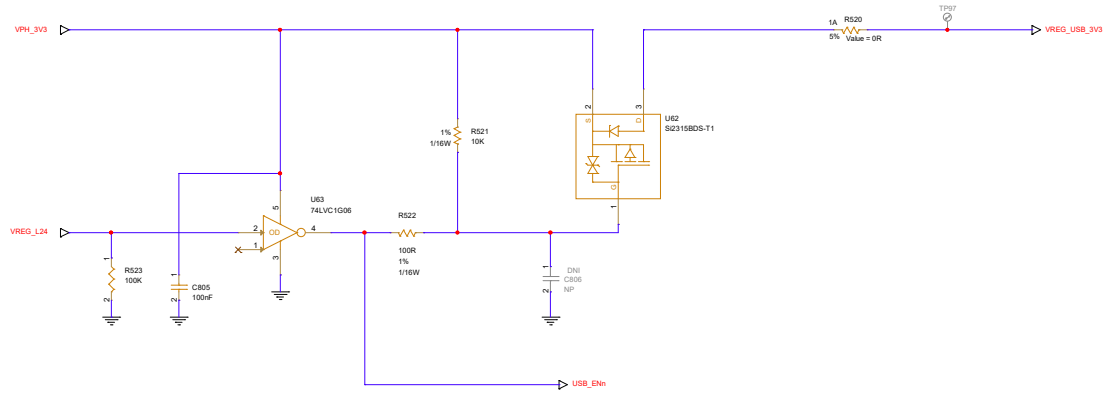 TP97
1A
R520
VPH_3V3
5%
Value = 0R
VREG_USB_3V3
2
3
S
D
U62
Si2315BDS-T1
1%
R521
1/16W
10K
G
1
U63
74LVC1G06
5
R522
VREG_L24
2
OD
4
1
3
100R
1%
1/16W
1
R523
100K
2
1
C805
100nF
2
1
DNI
C806
NP
2
USB_ENn